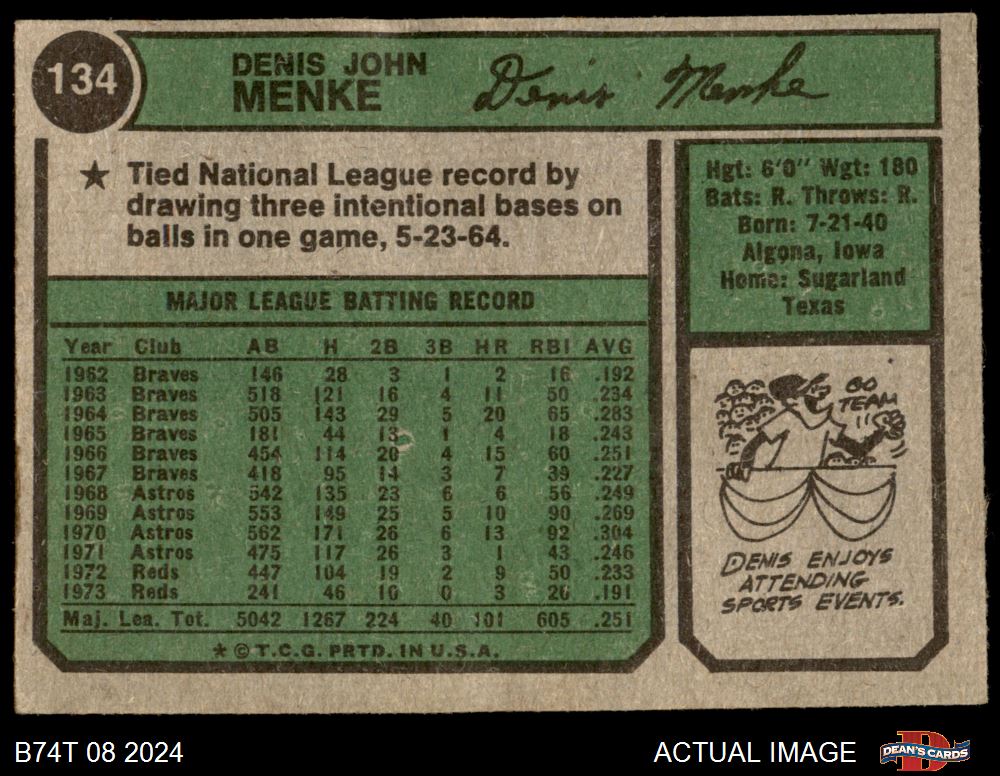 134
DENIS JOHN
MENKE
Denis Menke
★ Tied National League record by
drawing three intentional bases on
balls in one game, 5-23-64.
Hgt: 6'0" Wgt: 180
Bats: R. Throws: R.
Born: 7-21-40
Algona, Iowa
Home: Sugarland
Texas
MAJOR LEAGUE BATTING RECORD
Year Club AB H 2B 3B HR RBI AVG
1962 Braves 146 28 3 1 2 16 .192
1963 Braves 518 121 16 4 11 50 .234
1964 Braves 505 143 29 5 20 65 .283
1965 Braves 181 44 13 1 4 18 .243
1966 Braves 454 114 20 4 15 60 .251
1967 Braves 418 95 14 3 7 39 .227
1968 Astros 542 135 23 6 6 56 .249
1969 Astros 553 149 25 5 10 90 .269
1970 Astros 562 171 26 6 13 92 .304
1971 Astros 475 117 26 3 1 43 .246
1972 Reds 447 104 19 2 9 50 .233
1973 Reds 241 46 10 0 3 26 .191
Maj. Lea. Tot. 5042 1267 224 40 101 605 .251
* © T.C.G. PRTD. IN U.S.A.
GO
TEAM
DENIS ENJOYS
ATTENDING
SPORTS EVENTS.
B74T 08 2024
ACTUAL IMAGE
D
DEAN'S CARDS